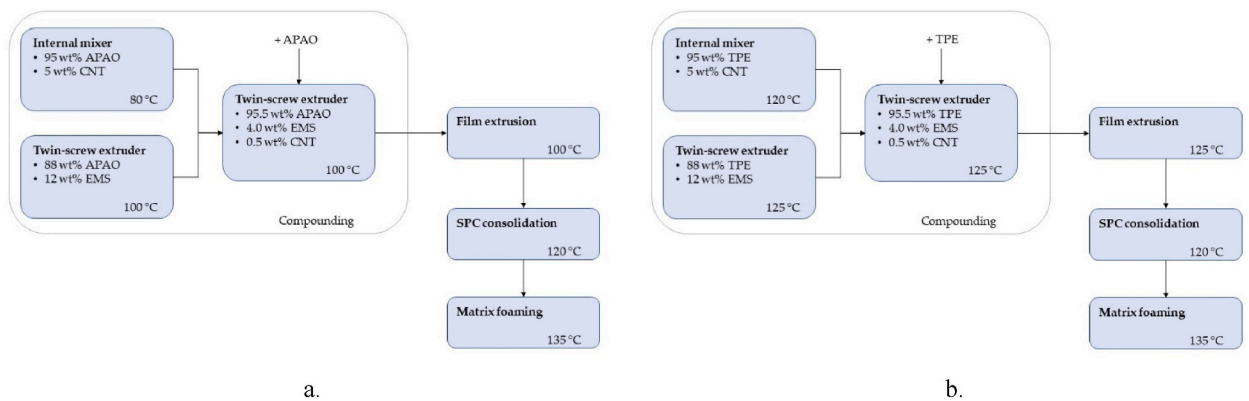 Internal mixer
• 95 wt% APAO
• 5 wt% CNT
80 °C
Twin-screw extruder
• 88 wt% APAO
• 12 wt% EMS
100 °C
+ APAO
Twin-screw extruder
• 95.5 wt% APAO
• 4.0 wt% EMS
• 0.5 wt% CNT
100 °C
Compounding
Film extrusion
100 °C
SPC consolidation
120 °C
Matrix foaming
135 °C
a.
Internal mixer
• 95 wt% TPE
• 5 wt% CNT
120 °C
Twin-screw extruder
• 88 wt% TPE
• 12 wt% EMS
125 °C
+ TPE
Twin-screw extruder
• 95.5 wt% TPE
• 4.0 wt% EMS
• 0.5 wt% CNT
125 °C
Compounding
Film extrusion
125 °C
SPC consolidation
120 °C
Matrix foaming
135 °C
b.